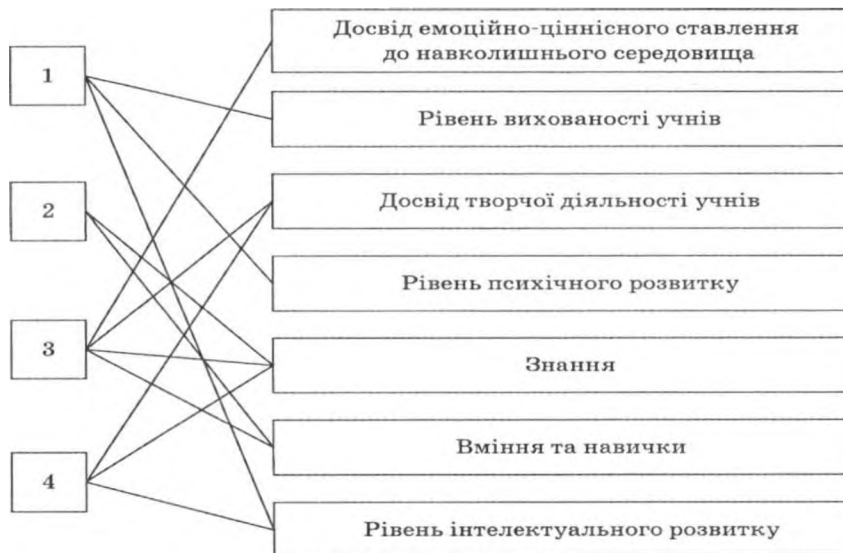 Досвід емоційно-ціннісного ставлення
до навколишнього середовища
1
Рівень вихованості учнів
Досвід творчої діяльності учнів
2
Рівень психічного розвитку
3
Знання
Вміння та навички
4
Рівень інтелектуального розвитку